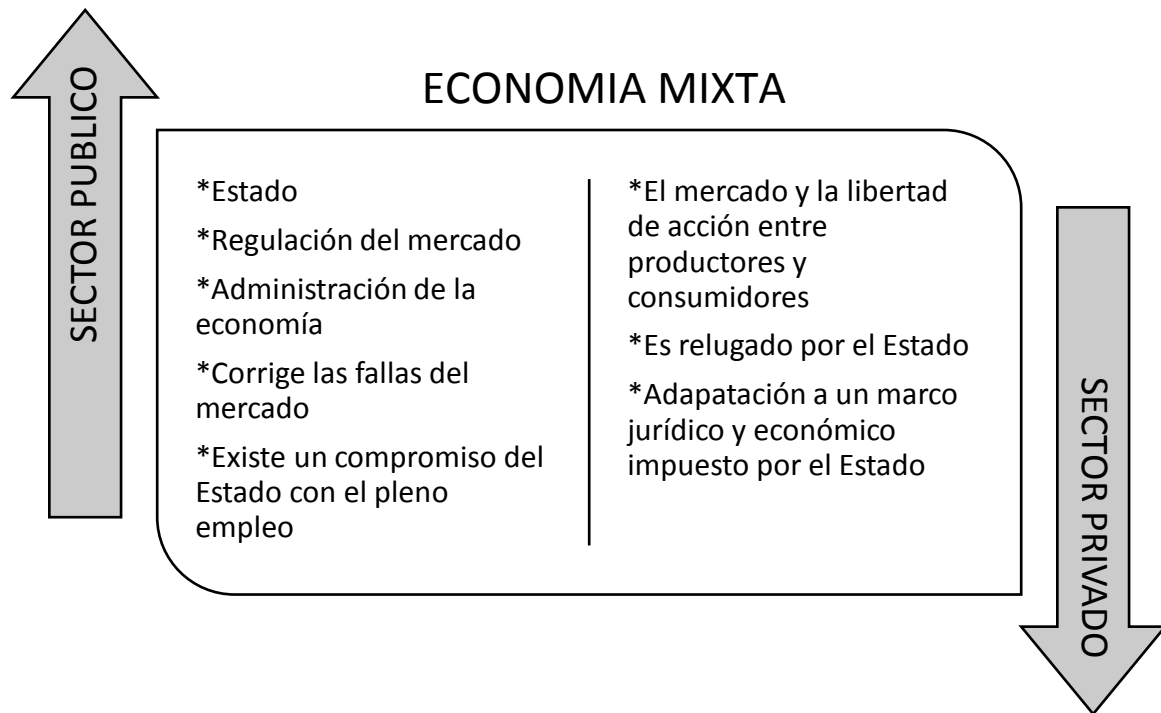 ECONOMIA MIXTA
SECTOR PUBLICO
*Estado
*Regulación del mercado
*Administración de la
economía
*Corrige las fallas del
mercado
*Existe un compromiso del
Estado con el pleno
empleo
*El mercado y la libertad
de acción entre
productores y
consumidores
*Es relugado por el Estado
*Adapatación a un marco
jurídico y económico
impuesto por el Estado
SECTOR PRIVADO